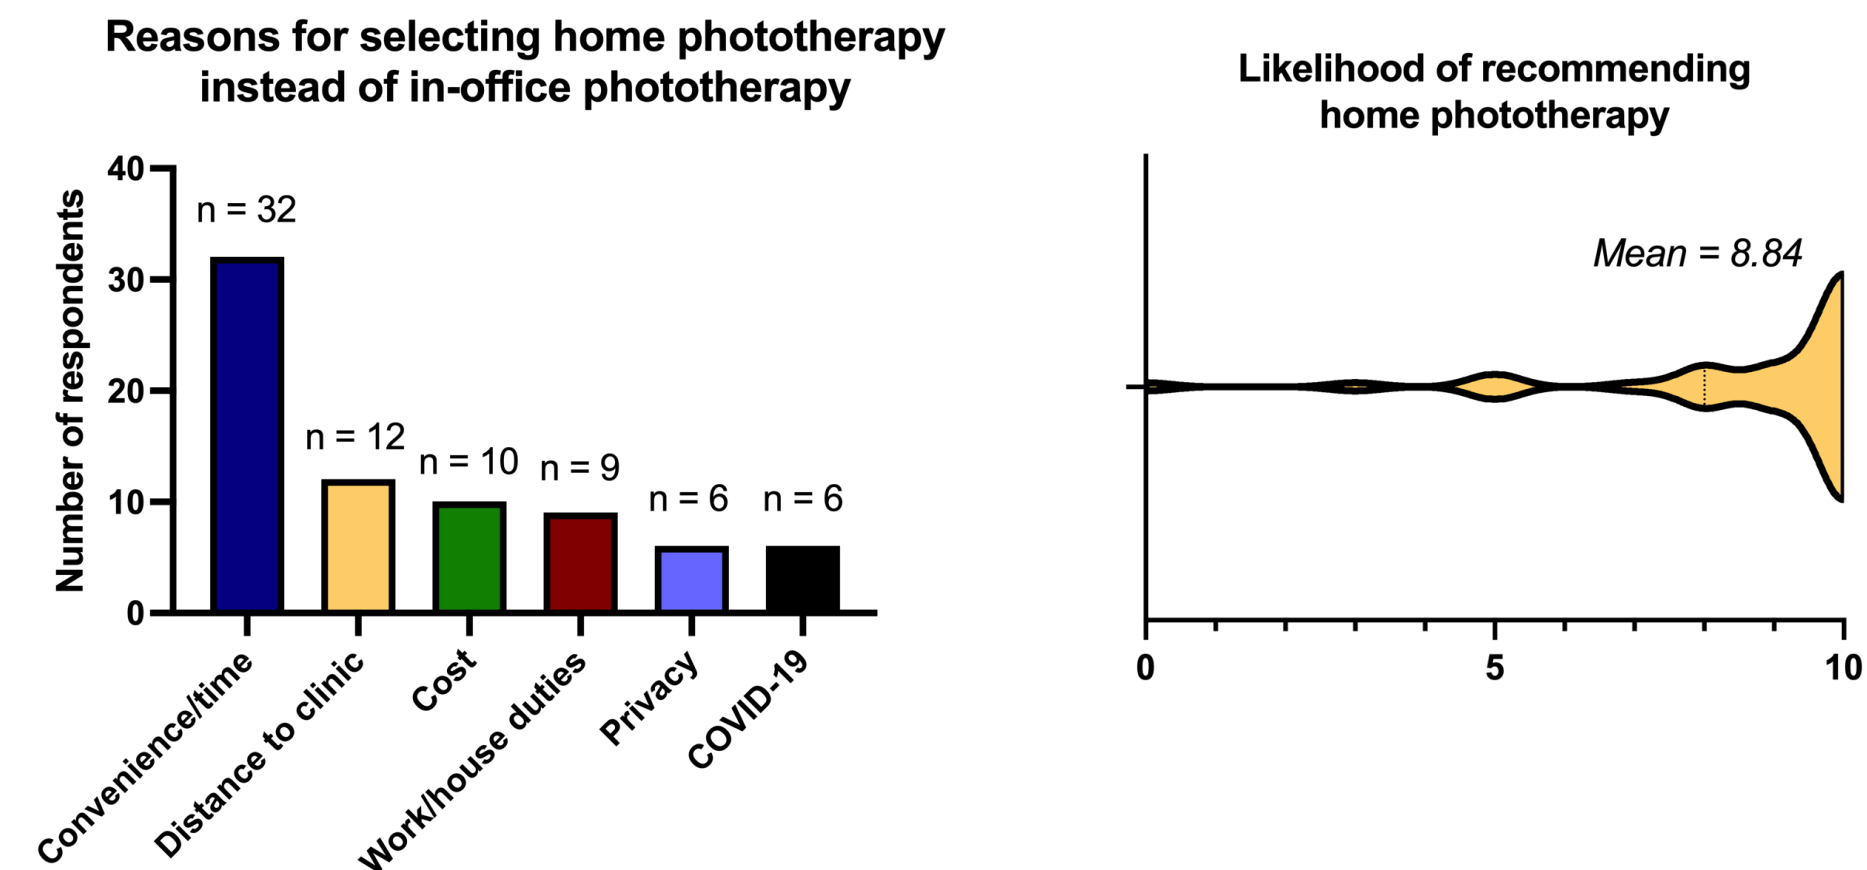 Reasons for selecting home phototherapy
instead of in-office phototherapy
Number of respondents
40
30
20
10
0
n = 32
n = 12
n = 10
n = 9
n = 6
n = 6
Convenience/time
Distance to clinic
Cost
Work/house duties
Privacy
COVID-19
Likelihood of recommending
home phototherapy
Mean = 8.84
0
5
10